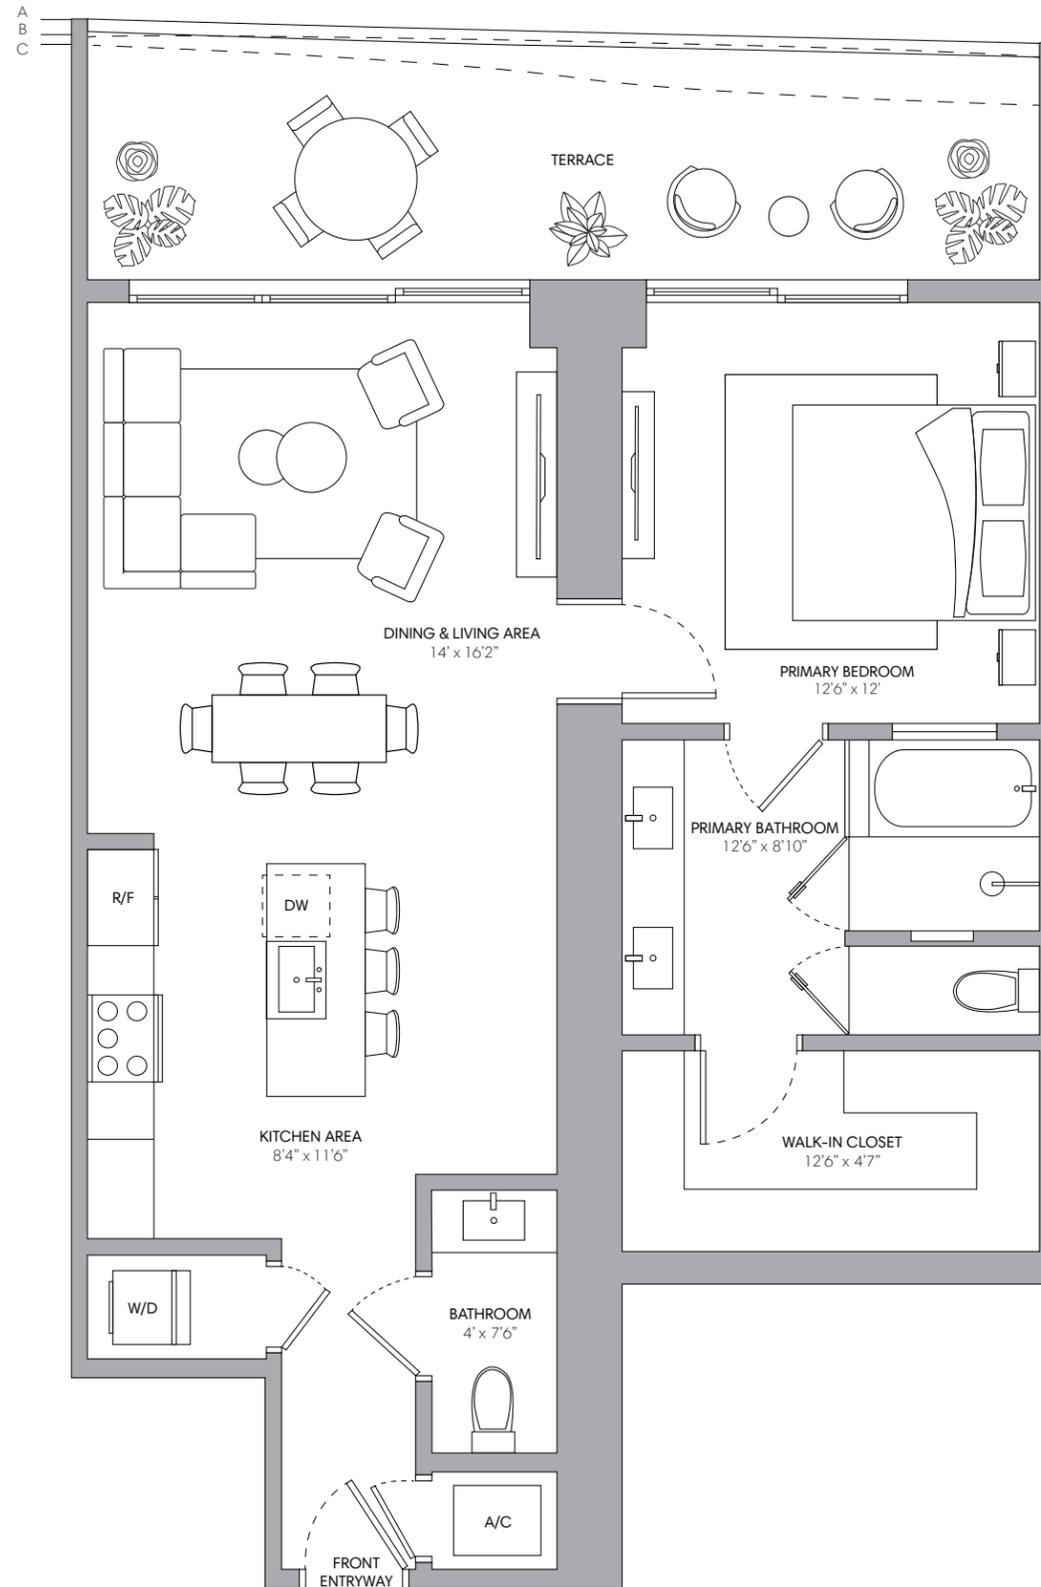 A
B
C
TERRACE
DINING & LIVING AREA
14' x 16'2"
PRIMARY BEDROOM
12'6" x 12'
PRIMARY BATHROOM
12'6" x 8'10"
R/F
DW
KITCHEN AREA
8'4" x 11'6"
WALK-IN CLOSET
12'6" x 4'7"
W/D
BATHROOM
4' x 7'6"
A/C
FRONT
ENTRYWAY